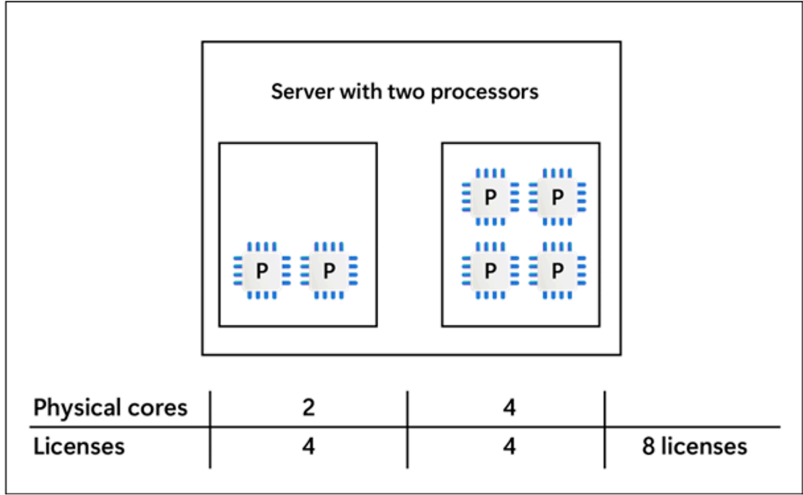 Server with two processors
P P
P P
P P
Physical cores 2 4
Licenses 4 4 8 licenses